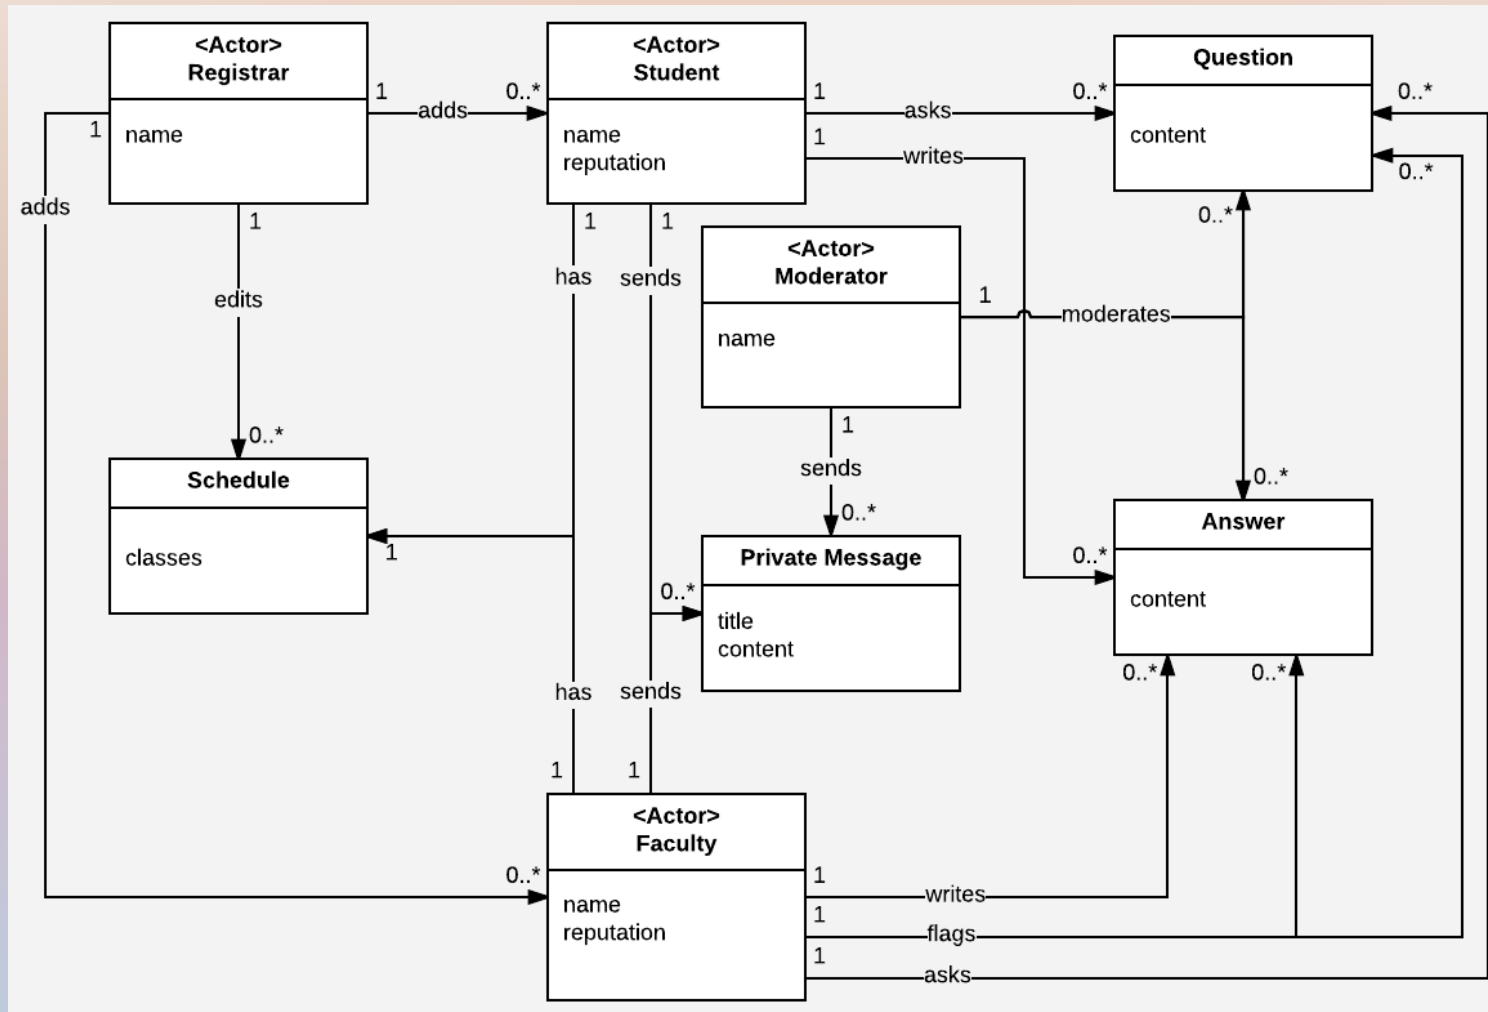 <Actor>
Registrar
name
1
adds
0..*
1
adds
1
edits
0..*
<Actor>
Student
name
reputation
1
asks
0..*
1
writes
0..*
1
has
1
sends
Question
content
0..*
0..*
0..*
<Actor>
Moderator
name
1
moderates
1
sends
0..*
0..*
Schedule
classes
1
Private Message
title
content
0..*
Answer
content
0..*
0..*
has
sends
1
1
<Actor>
Faculty
name
reputation
0..*
1
writes
1
flags
1
asks